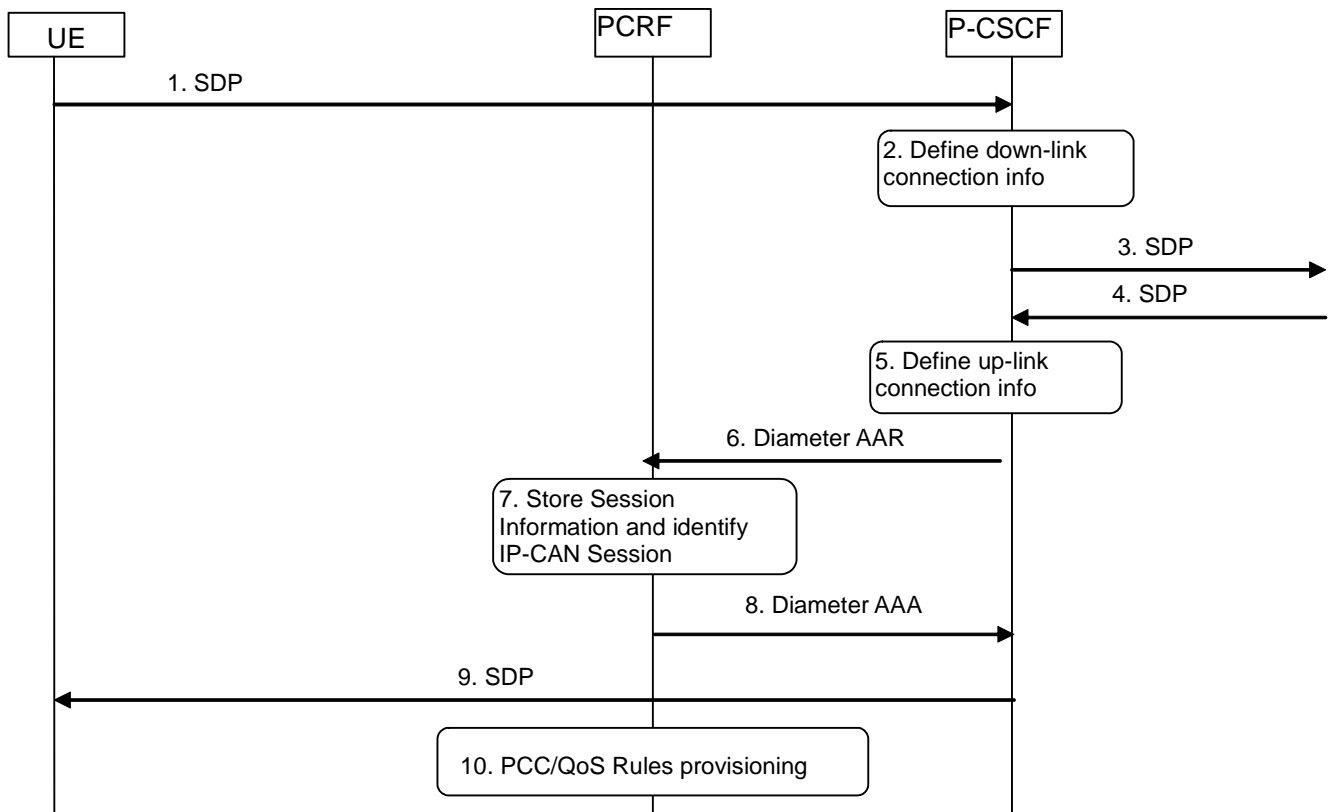 UE
PCRF
P-CSCF
1. SDP
2. Define down-link
connection info
3. SDP
4. SDP
5. Define up-link
connection info
6. Diameter AAR
7. Store Session
Information and identify
IP-CAN Session
8. Diameter AAA
9. SDP
10. PCC/QoS Rules provisioning